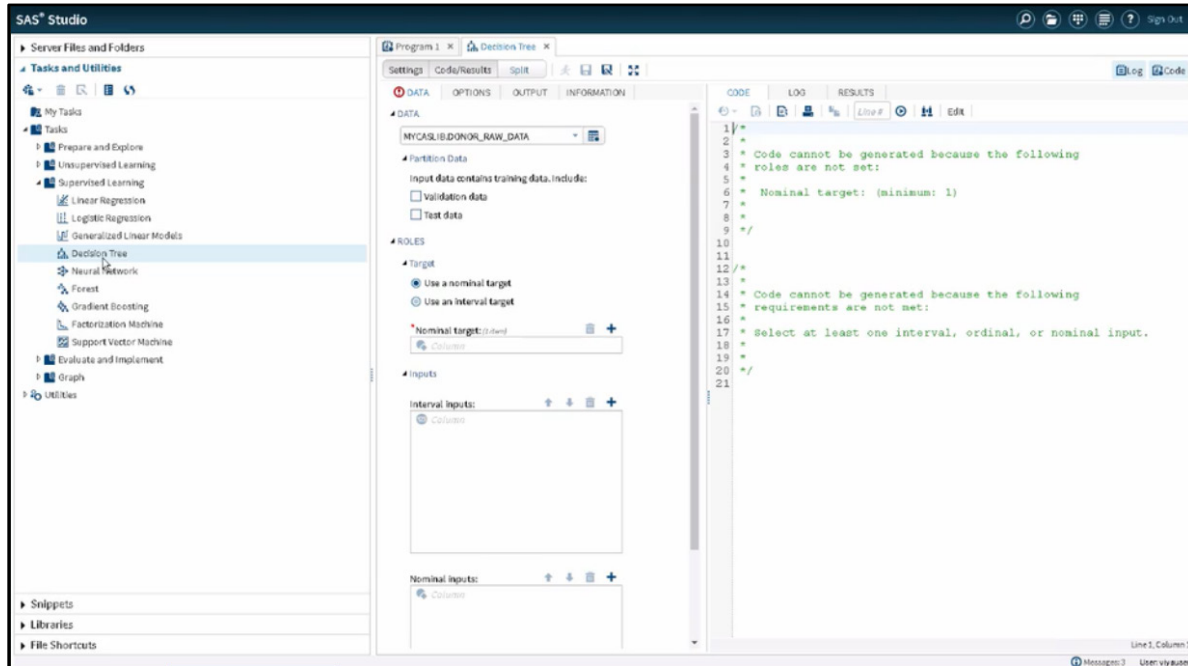 SAS® Studio
Sign Out
Server Files and Folders
Tasks and Utilities
My Tasks
Tasks
Prepare and Explore
Unsupervised Learning
Supervised Learning
Linear Regression
Logistic Regression
Generalized Linear Models
Decision Tree
Neural Network
Forest
Gradient Boosting
Factorization Machine
Support Vector Machine
Evaluate and Implement
Graph
Utilities
Snippets
Libraries
File Shortcuts
Program 1 × Decision Tree ×
Settings Code/Results Split
Log Code
DATA OPTIONS OUTPUT INFORMATION
DATA
MYCASLIB.DONOR_RAW_DATA
Partition Data
Input data contains training data. Include:
Validation data
Test data
ROLES
Target
Use a nominal target
Use an interval target
*Nominal target: (1 item)
Column
Inputs
Interval inputs:
Column
Nominal inputs:
Column
CODE LOG RESULTS
Line # Edit
1 /*
2 *
3 * Code cannot be generated because the following
4 * roles are not set:
5 *
6 * Nominal target: (minimum: 1)
7 *
8 *
9 */
10
11
12 /*
13 *
14 * Code cannot be generated because the following
15 * requirements are not met:
16 *
17 * Select at least one interval, ordinal, or nominal input.
18 *
19 *
20 */
21
Line 1, Column
Messages: 3 User: